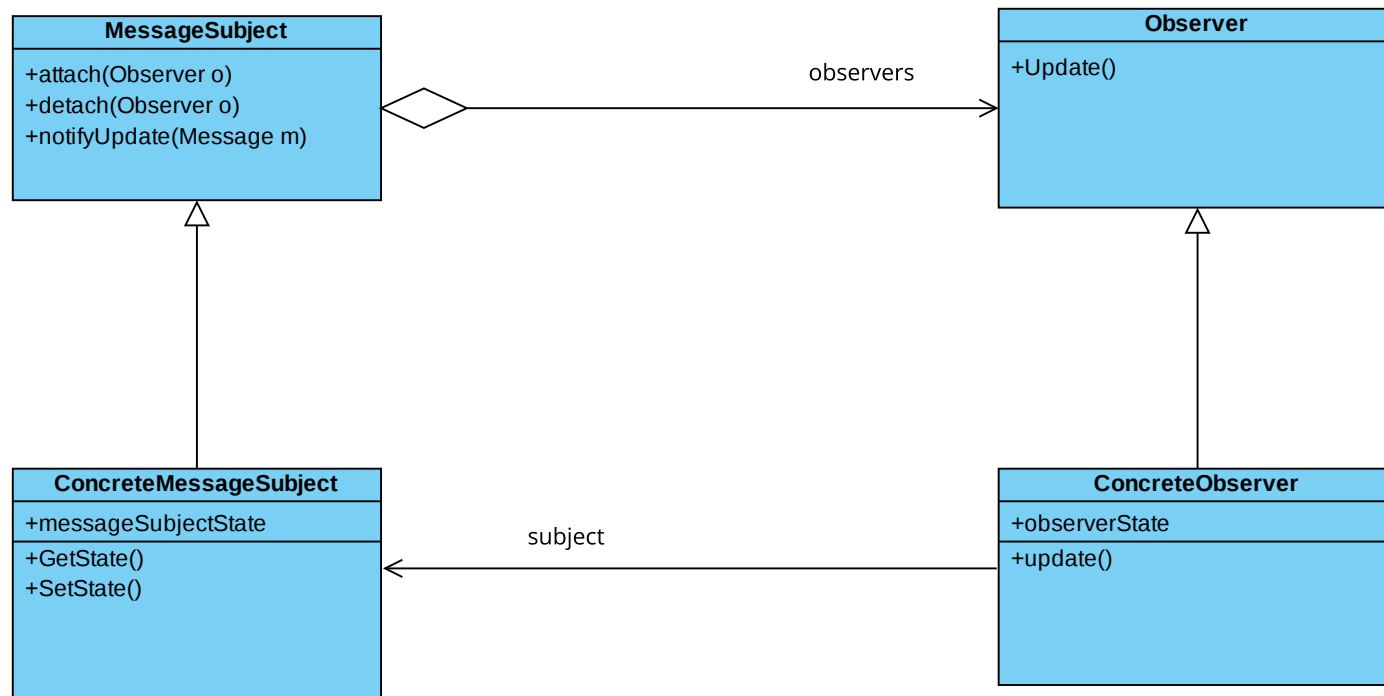 MessageSubject
+attach(Observer o)
+detach(Observer o)
+notifyUpdate(Message m)
observers
Observer
+Update()
ConcreteMessageSubject
+messageSubjectState
+GetState()
+SetState()
subject
ConcreteObserver
+observerState
+update()